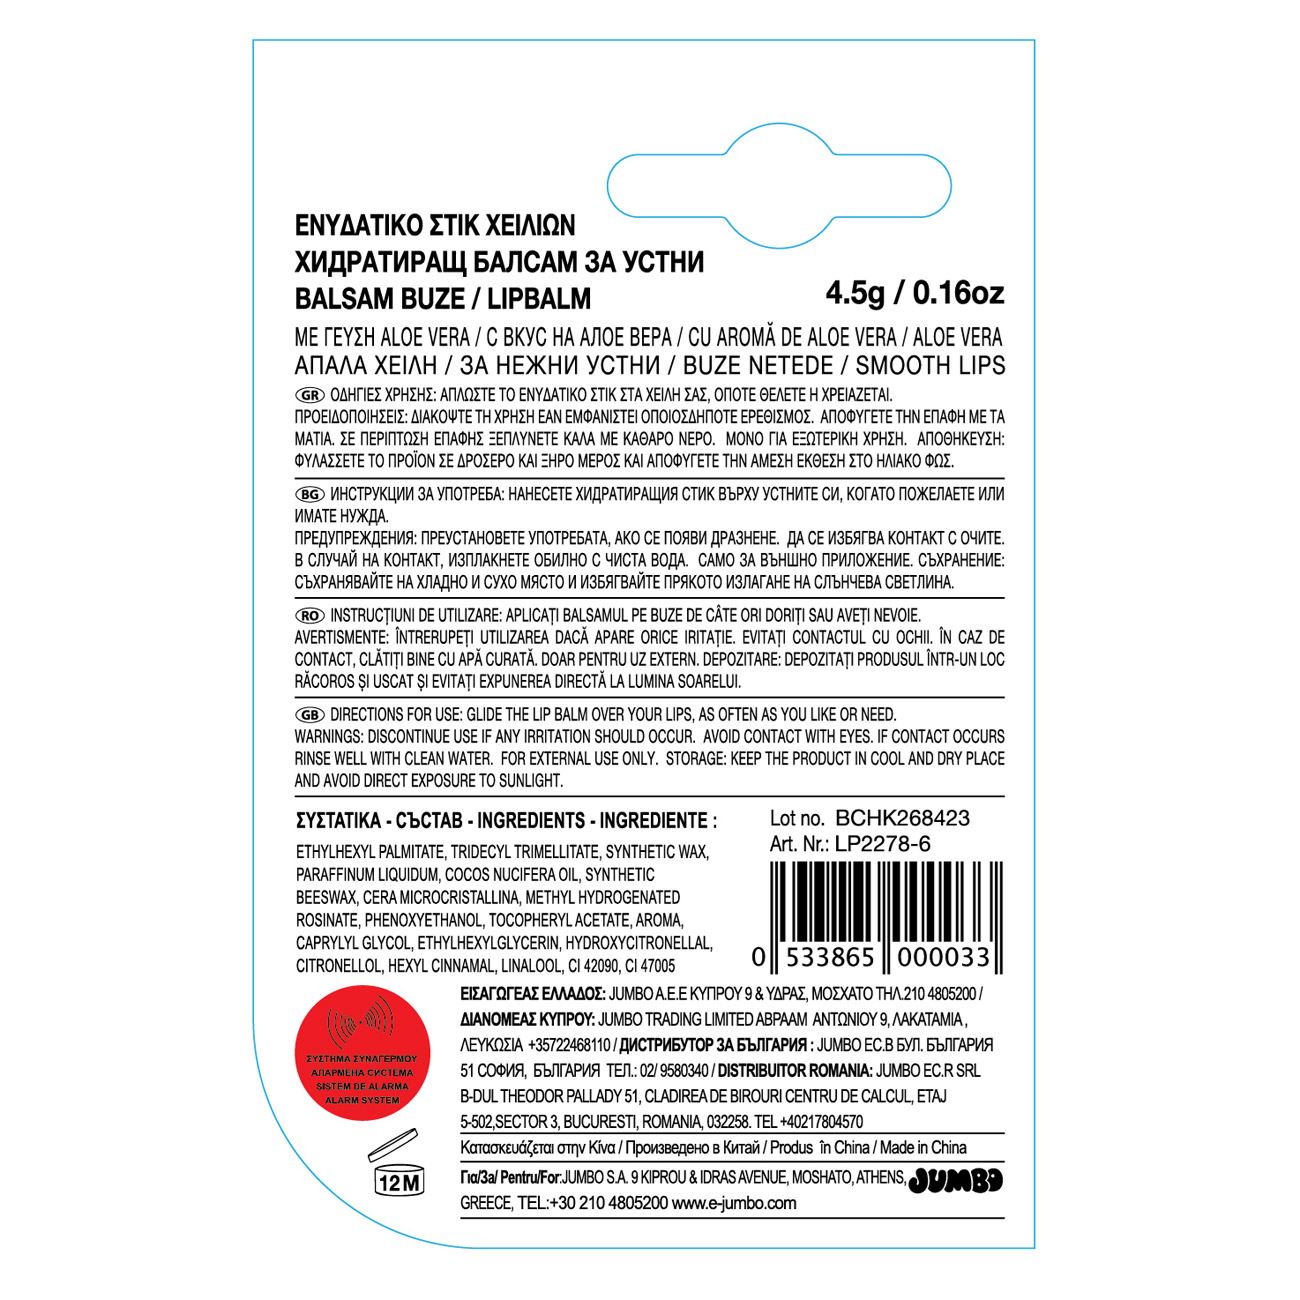 ΕΝΥΔΑΤΙΚΟ ΣΤΙΚ ΧΕΙΛΙΩΝ
ХИДРАТИРАЩ БАЛСАМ ЗА УСТНИ
BALSAM BUZE / LIPBALM
4.5g / 0.16oz
ΜΕ ΓΕΥΣΗ ALOE VERA / С ВКУС НА АЛОЕ ВЕРА / CU AROMĂ DE ALOE VERA / ALOE VERA
ΑΠΑΛΑ ΧΕΙΛΗ / ЗА НЕЖНИ УСТНИ / BUZE NETEDE / SMOOTH LIPS
GR ΟΔΗΓΙΕΣ ΧΡΗΣΗΣ: ΑΠΛΩΣΤΕ ΤΟ ΕΝΥΔΑΤΙΚΟ ΣΤΙΚ ΣΤΑ ΧΕΙΛΗ ΣΑΣ, ΟΠΟΤΕ ΘΕΛΕΤΕ Η ΧΡΕΙΑΖΕΤΑΙ.
ΠΡΟΕΙΔΟΠΟΙΗΣΕΙΣ: ΔΙΑΚΟΨΤΕ ΤΗ ΧΡΗΣΗ ΕΑΝ ΕΜΦΑΝΙΣΤΕΙ ΟΠΟΙΟΣΔΗΠΟΤΕ ΕΡΕΘΙΣΜΟΣ. ΑΠΟΦΥΓΕΤΕ ΤΗΝ ΕΠΑΦΗ ΜΕ ΤΑ
ΜΑΤΙΑ. ΣΕ ΠΕΡΙΠΤΩΣΗ ΕΠΑΦΗΣ ΞΕΠΛΥΝΕΤΕ ΚΑΛΑ ΜΕ ΚΑΘΑΡΟ ΝΕΡΟ. ΜΟΝΟ ΓΙΑ ΕΞΩΤΕΡΙΚΗ ΧΡΗΣΗ. ΑΠΟΘΗΚΕΥΣΗ:
ΦΥΛΑΣΣΕΤΕ ΤΟ ΠΡΟΪΟΝ ΣΕ ΔΡΟΣΕΡΟ ΚΑΙ ΞΗΡΟ ΜΕΡΟΣ ΚΑΙ ΑΠΟΦΥΓΕΤΕ ΤΗΝ ΑΜΕΣΗ ΕΚΘΕΣΗ ΣΤΟ ΗΛΙΑΚΟ ΦΩΣ.
BG ИНСТРУКЦИИ ЗА УПОТРЕБА: НАНЕСЕТЕ ХИДРАТИРАЩИЯ СТИК ВЪРХУ УСТНИТЕ СИ, КОГАТО ПОЖЕЛАЕТЕ ИЛИ
ИМАТЕ НУЖДА.
ПРЕДУПРЕЖДЕНИЯ: ПРЕУСТАНОВЕТЕ УПОТРЕБАТА, АКО СЕ ПОЯВИ ДРАЗНЕНЕ. ДА СЕ ИЗБЯГВА КОНТАКТ С ОЧИТЕ.
В СЛУЧАЙ НА КОНТАКТ, ИЗПЛАКНЕТЕ ОБИЛНО С ЧИСТА ВОДА. САМО ЗА ВЪНШНО ПРИЛОЖЕНИЕ. СЪХРАНЕНИЕ:
СЪХРАНЯВАЙТЕ НА ХЛАДНО И СУХО МЯСТО И ИЗБЯГВАЙТЕ ПРЯКОТО ИЗЛАГАНЕ НА СЛЪНЧЕВА СВЕТЛИНА.
RO INSTRUCȚIUNI DE UTILIZARE: APLICAȚI BALSAMUL PE BUZE DE CÂTE ORI DORIȚI SAU AVEȚI NEVOIE.
AVERTISMENTE: ÎNTRERUPEȚI UTILIZAREA DACĂ APARE ORICE IRITAȚIE. EVITAȚI CONTACTUL CU OCHII. ÎN CAZ DE
CONTACT, CLĂTIȚI BINE CU APĂ CURATĂ. DOAR PENTRU UZ EXTERN. DEPOZITARE: DEPOZITAȚI PRODUSUL ÎNTR-UN LOC
RĂCOROS ȘI USCAT ȘI EVITAȚI EXPUNEREA DIRECTĂ LA LUMINA SOARELUI.
GB DIRECTIONS FOR USE: GLIDE THE LIP BALM OVER YOUR LIPS, AS OFTEN AS YOU LIKE OR NEED.
WARNINGS: DISCONTINUE USE IF ANY IRRITATION SHOULD OCCUR. AVOID CONTACT WITH EYES. IF CONTACT OCCURS
RINSE WELL WITH CLEAN WATER. FOR EXTERNAL USE ONLY. STORAGE: KEEP THE PRODUCT IN COOL AND DRY PLACE
AND AVOID DIRECT EXPOSURE TO SUNLIGHT.
ΣΥΣΤΑΤΙΚΑ - СЪСТАВ - INGREDIENTS - INGREDIENTE :
ETHYLHEXYL PALMITATE, TRIDECYL TRIMELLITATE, SYNTHETIC WAX,
PARAFFINUM LIQUIDUM, COCOS NUCIFERA OIL, SYNTHETIC
BEESWAX, CERA MICROCRISTALLINA, METHYL HYDROGENATED
ROSINATE, PHENOXYETHANOL, TOCOPHERYL ACETATE, AROMA,
CAPRYLYL GLYCOL, ETHYLHEXYLGLYCERIN, HYDROXYCITRONELLAL,
CITRONELLOL, HEXYL CINNAMAL, LINALOOL, CI 42090, CI 47005
Lot no. BCHK268423
Art. Nr.: LP2278-6
0 533865 000033
ΣΥΣΤΗΜΑ ΣΥΝΑΓΕΡΜΟΥ
АЛАРМЕНА СИСТЕМА
SISTEM DE ALARMA
ALARM SYSTEM
12M
ΕΙΣΑΓΩΓΕΑΣ ΕΛΛΑΔΟΣ: JUMBO Α.Ε.Ε ΚΥΠΡΟΥ 9 & ΥΔΡΑΣ, ΜΟΣΧΑΤΟ ΤΗΛ.210 4805200 /
ΔΙΑΝΟΜΕΑΣ ΚΥΠΡΟΥ: JUMBO TRADING LIMITED ΑΒΡΑΑΜ ΑΝΤΩΝΙΟΥ 9, ΛΑΚΑΤΑΜΙΑ ,
ΛΕΥΚΩΣΙΑ +35722468110 / ДИСТРИБУТОР ЗА БЪЛГАРИЯ : JUMBO EC.B БУЛ. БЪЛГАРИЯ
51 СОФИЯ, БЪЛГАРИЯ ТЕЛ.: 02/ 9580340 / DISTRIBUITOR ROMANIA: JUMBO EC.R SRL
B-DUL THEODOR PALLADY 51, CLADIREA DE BIROURI CENTRU DE CALCUL, ETAJ
5-502,SECTOR 3, BUCURESTI, ROMANIA, 032258. TEL +40217804570
Κατασκευάζεται στην Κίνα / Произведено в Китай / Produs în China / Made in China
Για/За/ Pentru/For:JUMBO S.A. 9 KIPROU & IDRAS AVENUE, MOSHATO, ATHENS, JUMBO
GREECE, TEL:+30 210 4805200 www.e-jumbo.com